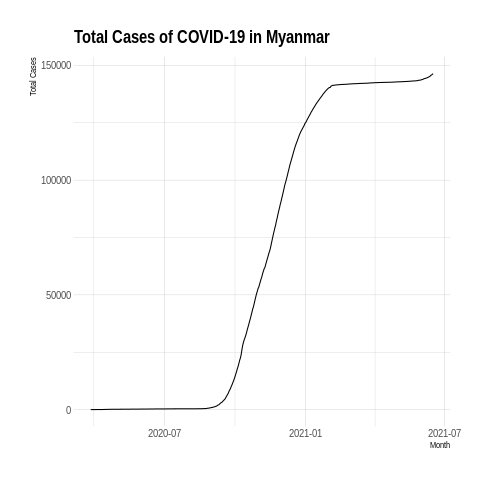 Total Cases of COVID-19 in Myanmar
Total Cases
150000
100000
50000
0
2020-07
2021-01
2021-07
Month